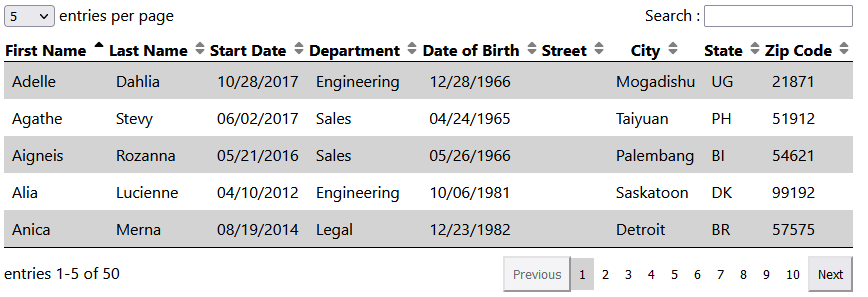 5 entries per page Search :
First Name Last Name Start Date Department Date of Birth Street City State Zip Code
Adelle Dahlia 10/28/2017 Engineering 12/28/1966 Mogadishu UG 21871
Agathe Stevy 06/02/2017 Sales 04/24/1965 Taiyuan PH 51912
Aigneis Rozanna 05/21/2016 Sales 05/26/1966 Palembang BI 54621
Alia Lucienne 04/10/2012 Engineering 10/06/1981 Saskatoon DK 99192
Anica Merna 08/19/2014 Legal 12/23/1982 Detroit BR 57575
entries 1-5 of 50 Previous 1 2 3 4 5 6 7 8 9 10 Next